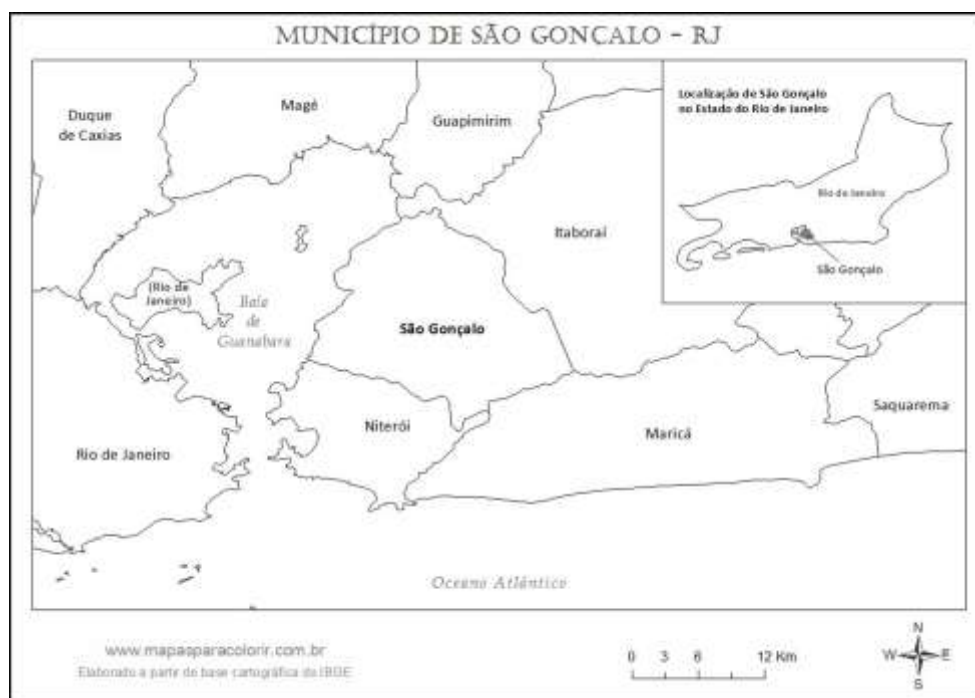 MUNICÍPIO DE SÃO GONÇALO - RJ
Duque
de Caxias
Magé
Guapimirim
Localização de São Gonçalo
no Estado do Rio de Janeiro
Rio de Janeiro
São Gonçalo
Itaboraí
(Rio de
Janeiro)
Baía
de
Guanabara
São Gonçalo
Niterói
Maricá
Saquarema
Rio de Janeiro
Oceano Atlântico
www.mapasparacolorir.com.br
Elaborado a partir de base cartográfica do IBGE
0 3 6 12 Km
N
W E
S